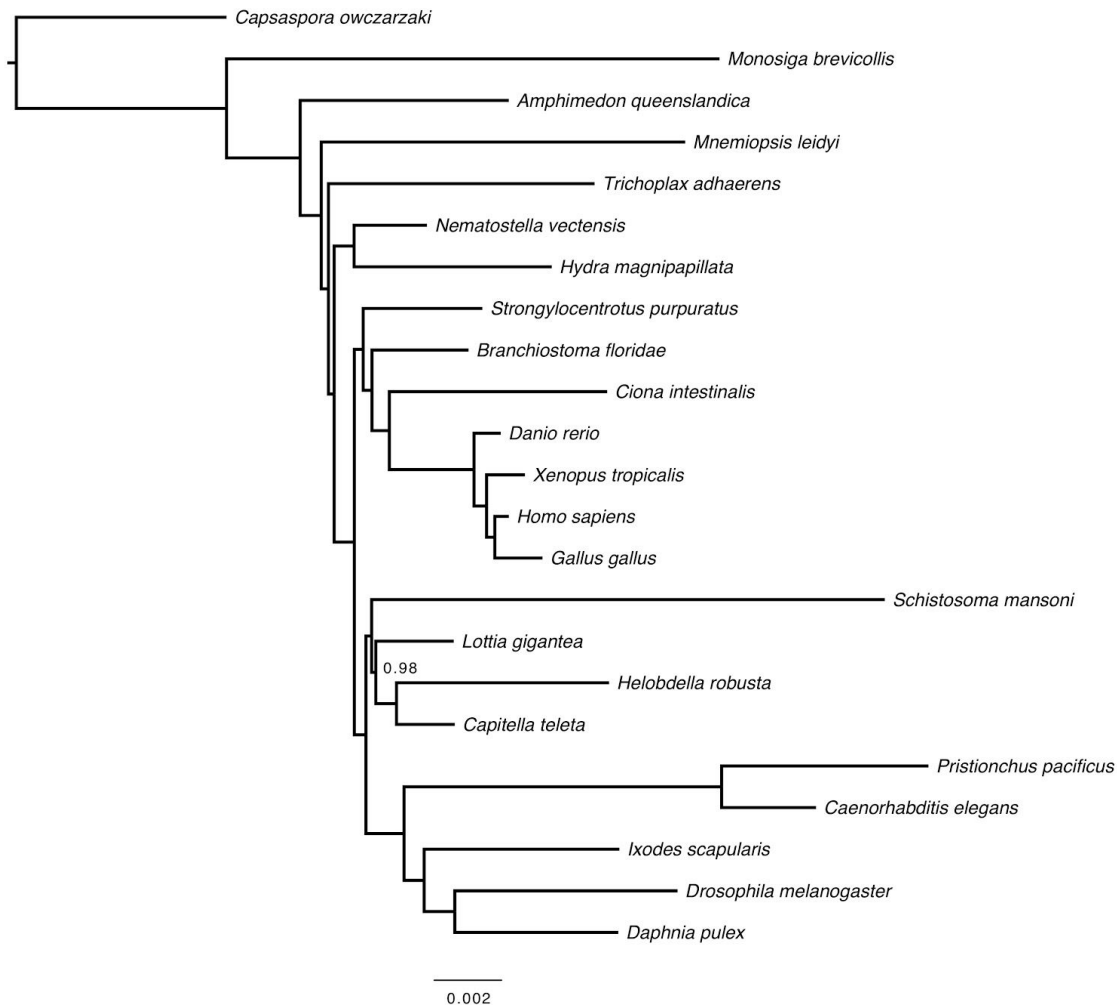 Capsaspora owczarzaki
Monosiga brevicollis
Amphimedon queenslandica
Mnemiopsis leidyi
Trichoplax adhaerens
Nematostella vectensis
Hydra magnipapillata
Strongylocentrotus purpuratus
Branchiostoma floridae
Ciona intestinalis
Danio rerio
Xenopus tropicalis
Homo sapiens
Gallus gallus
Schistosoma mansoni
Lottia gigantea
0.98
Helobdella robusta
Capitella teleta
Pristionchus pacificus
Caenorhabditis elegans
Ixodes scapularis
Drosophila melanogaster
Daphnia pulex
0.002